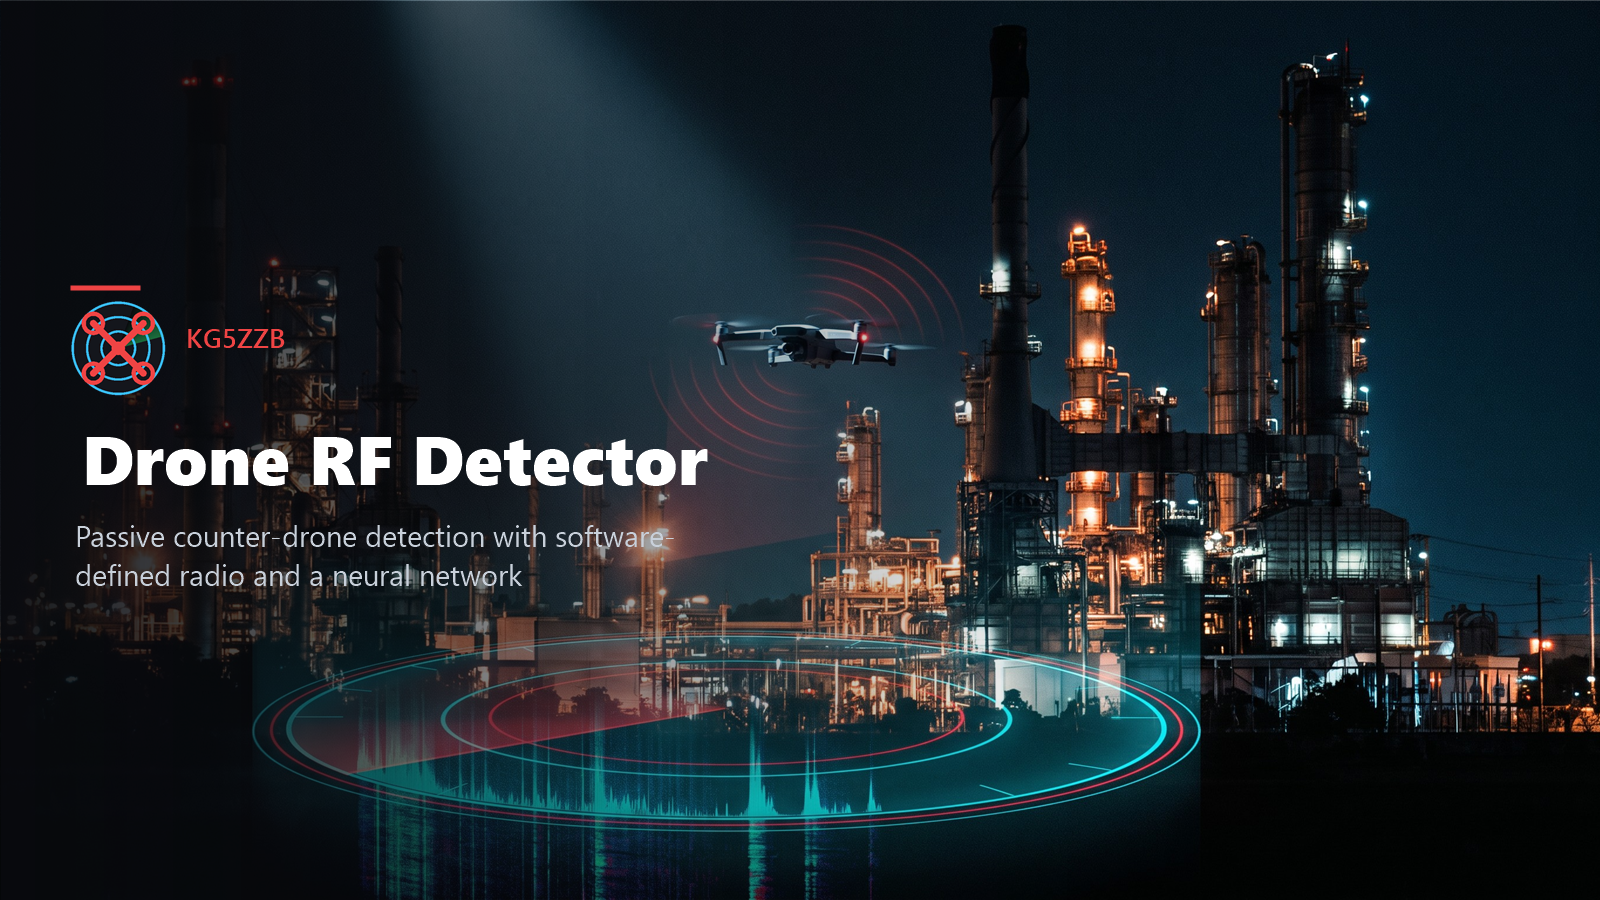 KG5ZZB
Drone RF Detector
Passive counter-drone detection with software-
defined radio and a neural network